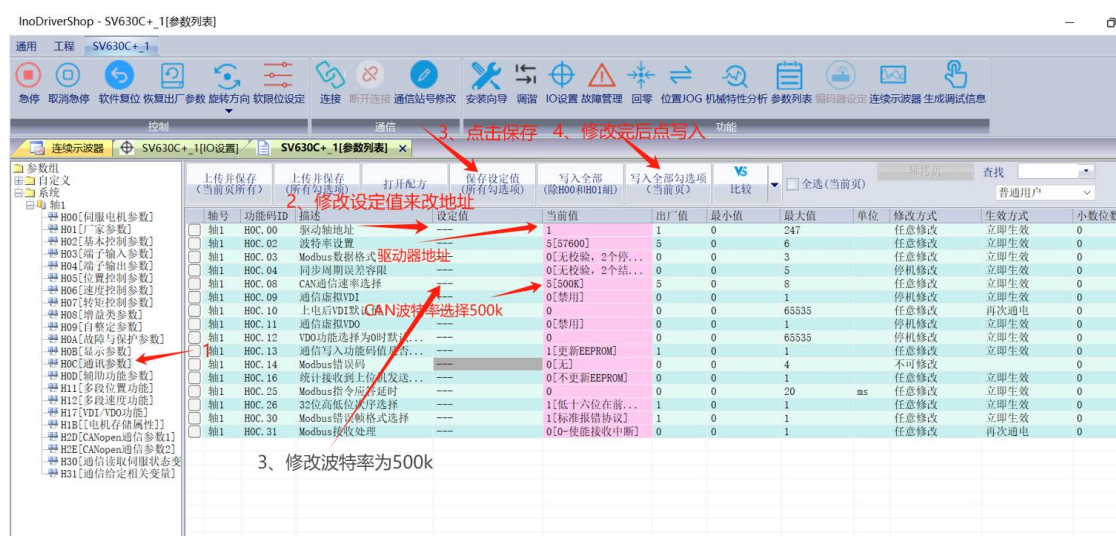 InoDriverShop - SV630C+_1[参数列表]
通用 工程 SV630C+_1
急停 取消急停 软件复位 恢复出厂参数 旋转方向 软限位设定 连接 断开连接 通信站号修改 安装向导 调谐 IO设置 故障管理 回零 位置JOG 机械特性分析 参数列表 编码器设定 连续示波器 生成调试信息
控制 通信 功能
3、点击保存 4、修改完后点写入
连续示波器 SV630C+_1[IO设置] SV630C+_1[参数列表] ×
上传并保存(当前页所有) 上传并保存(所有勾选项) 打开配方 保存设定值(所有勾选项) 写入全部(除H00和H01组) 写入全部勾选项(当前页) VS 比较 全选(当前页) 查找
普通用户
2、修改设定值来改地址
参数组
自定义
系统
轴1
H00[伺服电机参数]
H01[厂家参数]
H02[基本控制参数]
H03[端子输入参数]
H04[端子输出参数]
H05[位置控制参数]
H06[速度控制参数]
H07[转矩控制参数]
H08[增益类参数]
H09[自整定参数]
H0A[故障与保护参数]
H0B[显示参数]
H0C[通讯参数]
H0D[辅助功能参数]
H11[多段位置功能]
H12[多段速度功能]
H17[VDI/VDO功能]
H1B[[电机存储属性]]
H2D[CANopen通信参数1]
H2E[CANopen通信参数2]
H30[通信读取伺服状态变
H31[通信给定相关变量]
1
轴号 功能码ID 描述 设定值 当前值 出厂值 最小值 最大值 单位 修改方式 生效方式 小数位数
轴1 H0C.00 驱动轴地址 --- 1 1 0 247 任意修改 立即生效 0
轴1 H0C.02 波特率设置 --- 5[57600] 5 0 6 任意修改 立即生效 0
轴1 H0C.03 Modbus数据格式 --- 0[无校验，2个停... 0 0 3 任意修改 立即生效 0
驱动器地址
轴1 H0C.04 同步周期误差容限 --- 0[无校验，2个结... 0 0 5 停机修改 立即生效 0
轴1 H0C.08 CAN通信速率选择 --- 5[500K] 5 0 8 任意修改 立即生效 0
轴1 H0C.09 通信虚拟VDI --- 0[禁用] 0 0 1 停机修改 立即生效 0
轴1 H0C.10 上电后VDI默认 0 0 0 65535 任意修改 再次通电 0
CAN波特率选择500k
轴1 H0C.11 通信虚拟VDO --- 0[禁用] 0 0 1 停机修改 立即生效 0
轴1 H0C.12 VDO功能选择为0时默认... --- 0 0 0 65535 停机修改 再次通电 0
轴1 H0C.13 通信写入功能码值是否... --- 1[更新EEPROM] 1 0 1 任意修改 立即生效 0
轴1 H0C.14 Modbus错误码 --- 0[无] 0 0 4 不可修改 0
轴1 H0C.16 统计接收到上位机发送... --- 0[不更新EEPROM] 0 0 1 任意修改 立即生效 0
轴1 H0C.25 Modbus指令应答延时 --- 0 0 0 20 ms 任意修改 立即生效 0
轴1 H0C.26 32位高低位次序选择 --- 1[低十六位在前... 1 0 1 任意修改 立即生效 0
轴1 H0C.30 Modbus错误帧格式选择 --- 1[标准报错协议] 1 0 1 任意修改 立即生效 0
轴1 H0C.31 Modbus接收处理 --- 0[0-使能接收中断] 0 0 1 任意修改 再次通电 0
3、修改波特率为500k